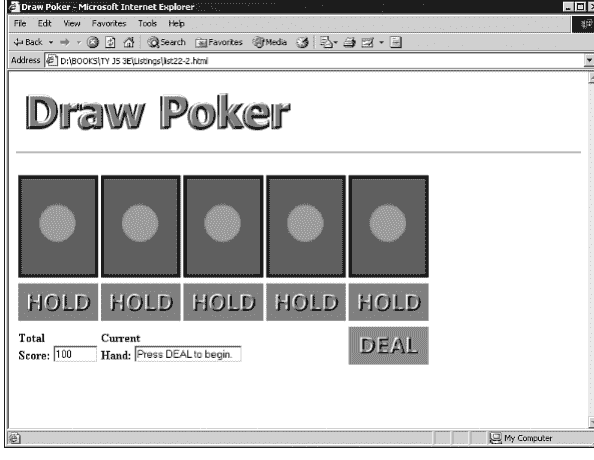 Draw Poker - Microsoft Internet Explorer
File Edit View Favorites Tools Help
Back Search Favorites Media
Address D:\BOOKS\TY JS 3E\Listings\list22-2.html
Draw Poker
HOLD HOLD HOLD HOLD HOLD
Total Current
Score: 100 Hand: Press DEAL to begin. DEAL
My Computer